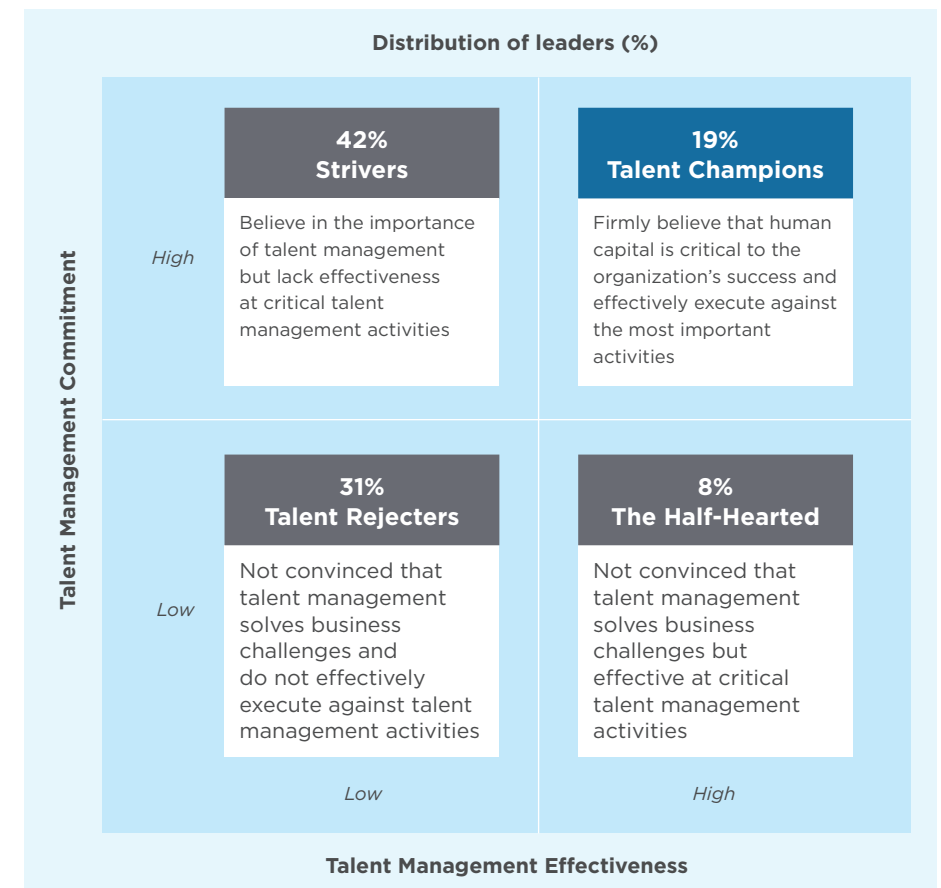 Distribution of leaders (%)
Talent Management Commitment
High
42%
Strivers
Believe in the importance
of talent management
but lack effectiveness
at critical talent
management activities
19%
Talent Champions
Firmly believe that human
capital is critical to the
organization’s success and
effectively execute against
the most important
activities
Low
31%
Talent Rejecters
Not convinced that
talent management
solves business
challenges and
do not effectively
execute against talent
management activities
8%
The Half-Hearted
Not convinced that
talent management
solves business
challenges but
effective at critical
talent management
activities
Low
High
Talent Management Effectiveness